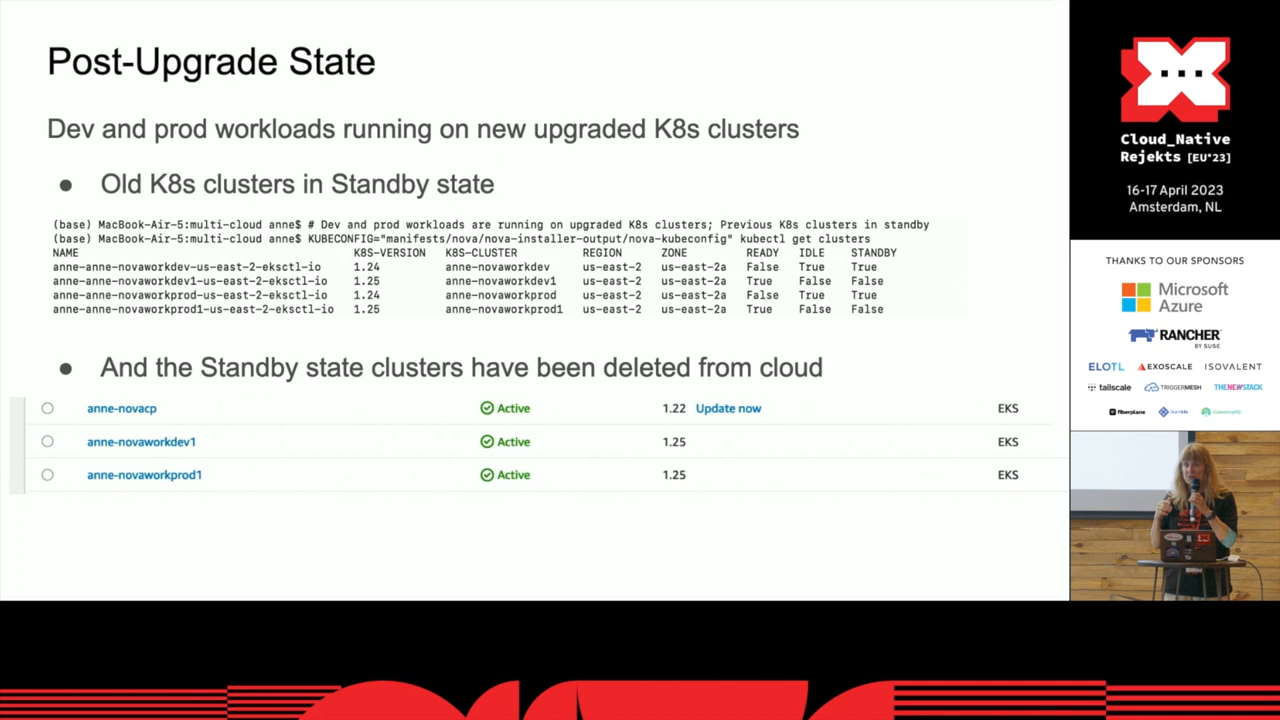 Post-Upgrade State
Dev and prod workloads running on new upgraded K8s clusters
● Old K8s clusters in Standby state
(base) MacBook-Air-5:multi-cloud anne$ # Dev and prod workloads are running on upgraded K8s clusters; Previous K8s clusters in standby
(base) MacBook-Air-5:multi-cloud anne$ KUBECONFIG="manifests/nova/nova-installer-output/nova-kubeconfig" kubectl get clusters
NAME K8S-VERSION K8S-CLUSTER REGION ZONE READY IDLE STANDBY
anne-anne-novaworkdev-us-east-2-eksctl-io 1.24 anne-novaworkdev us-east-2 us-east-2a False True True
anne-anne-novaworkdev1-us-east-2-eksctl-io 1.25 anne-novaworkdev1 us-east-2 us-east-2a True False False
anne-anne-novaworkprod-us-east-2-eksctl-io 1.24 anne-novaworkprod us-east-2 us-east-2a False True True
anne-anne-novaworkprod1-us-east-2-eksctl-io 1.25 anne-novaworkprod1 us-east-2 us-east-2a True False False
● And the Standby state clusters have been deleted from cloud
anne-novacp Active 1.22 Update now EKS
anne-novaworkdev1 Active 1.25 EKS
anne-novaworkprod1 Active 1.25 EKS
Cloud_Native
Rejekts [EU'23]
16-17 April 2023
Amsterdam, NL
THANKS TO OUR SPONSORS
Microsoft
Azure
RANCHER
BY SUSE
ELOTL EXOSCALE ISOVALENT
tailscale TRIGGERMESH THENEWSTACK
fiberplane